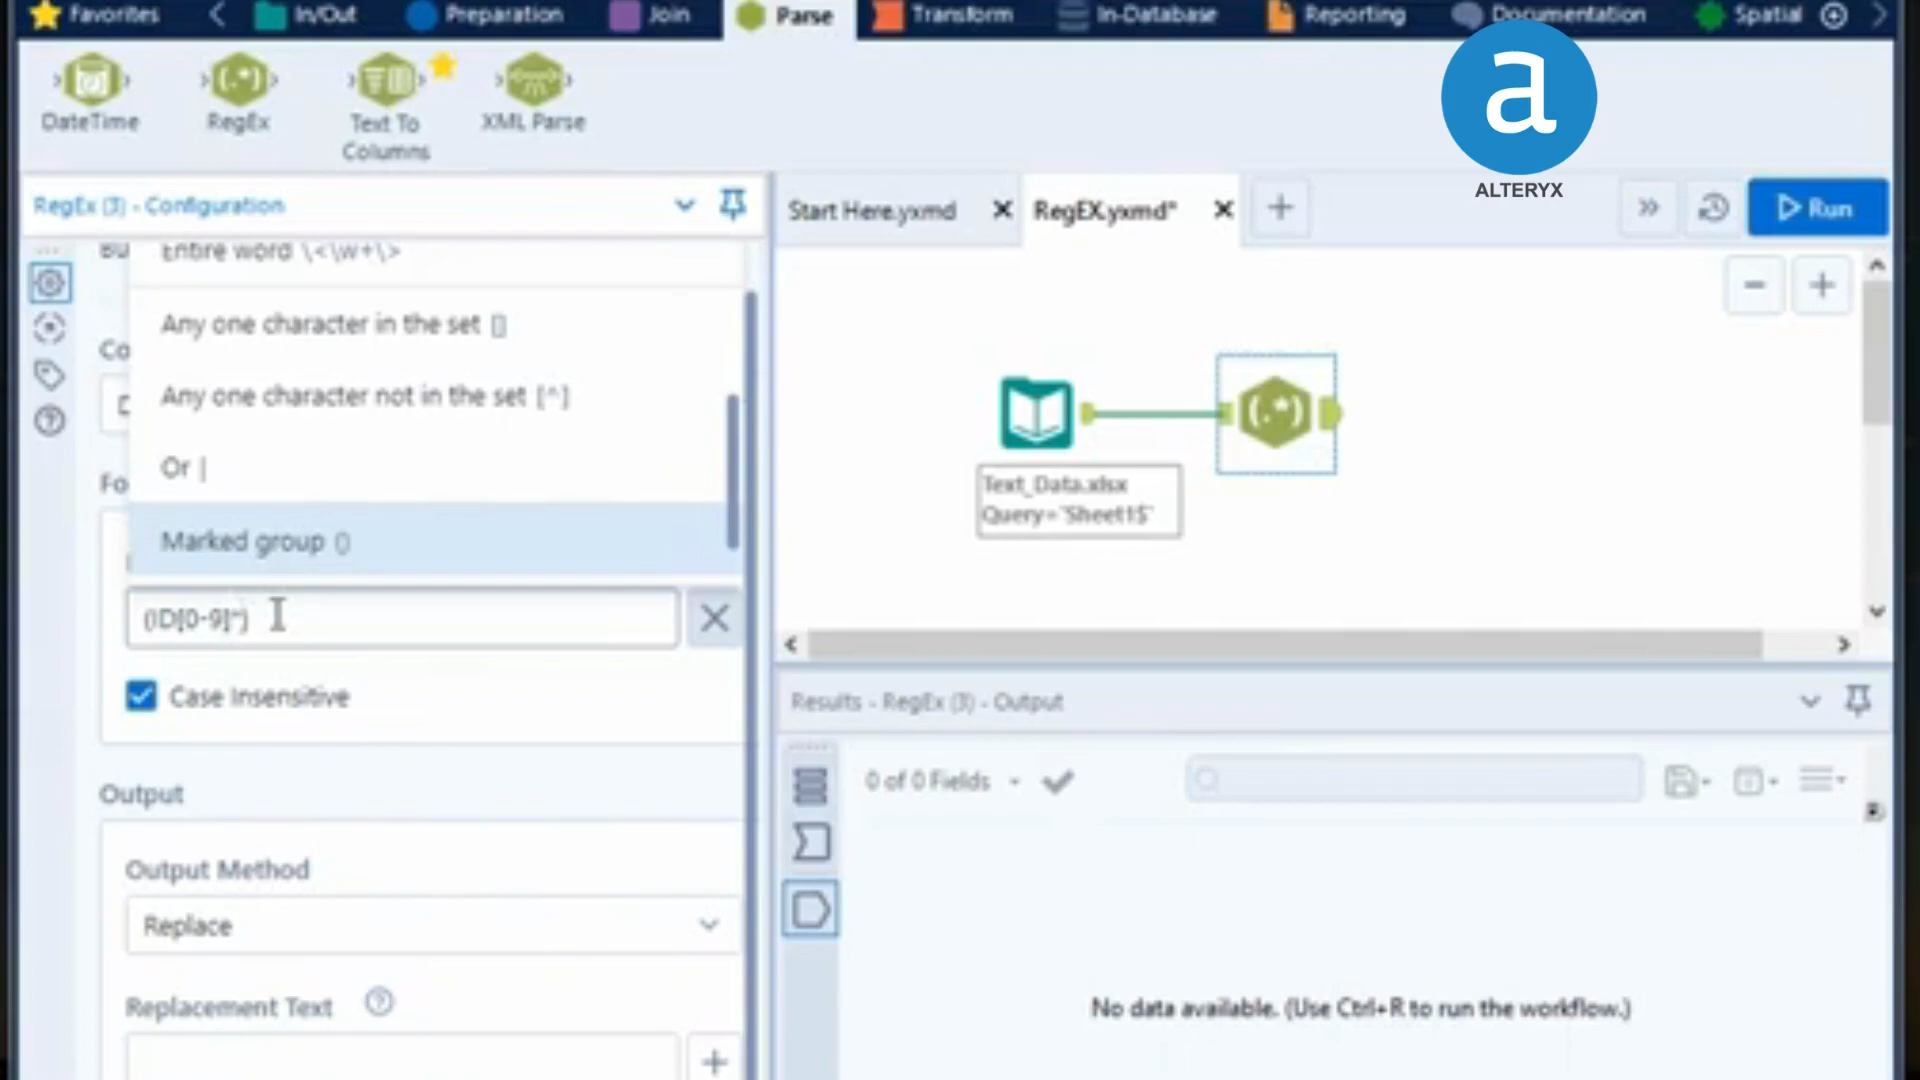 Favorites In/Out Preparation Join Parse Transform In-Database Reporting Documentation Spatial
DateTime RegEx Text To Columns XML Parse
a
ALTERYX
RegEx (3) - Configuration
Start Here.yxmd RegEX.yxmd*
Run
Entire word \<\w+\>
Any one character in the set []
Co
Any one character not in the set [^]
Or |
Fo
Marked group ()
(ID[0-9]*)
Case Insensitive
Output
Output Method
Replace
Replacement Text
(.*)
Text_Data.xlsx
Query=`Sheet1$`
Results - RegEx (3) - Output
0 of 0 Fields
No data available. (Use Ctrl+R to run the workflow.)